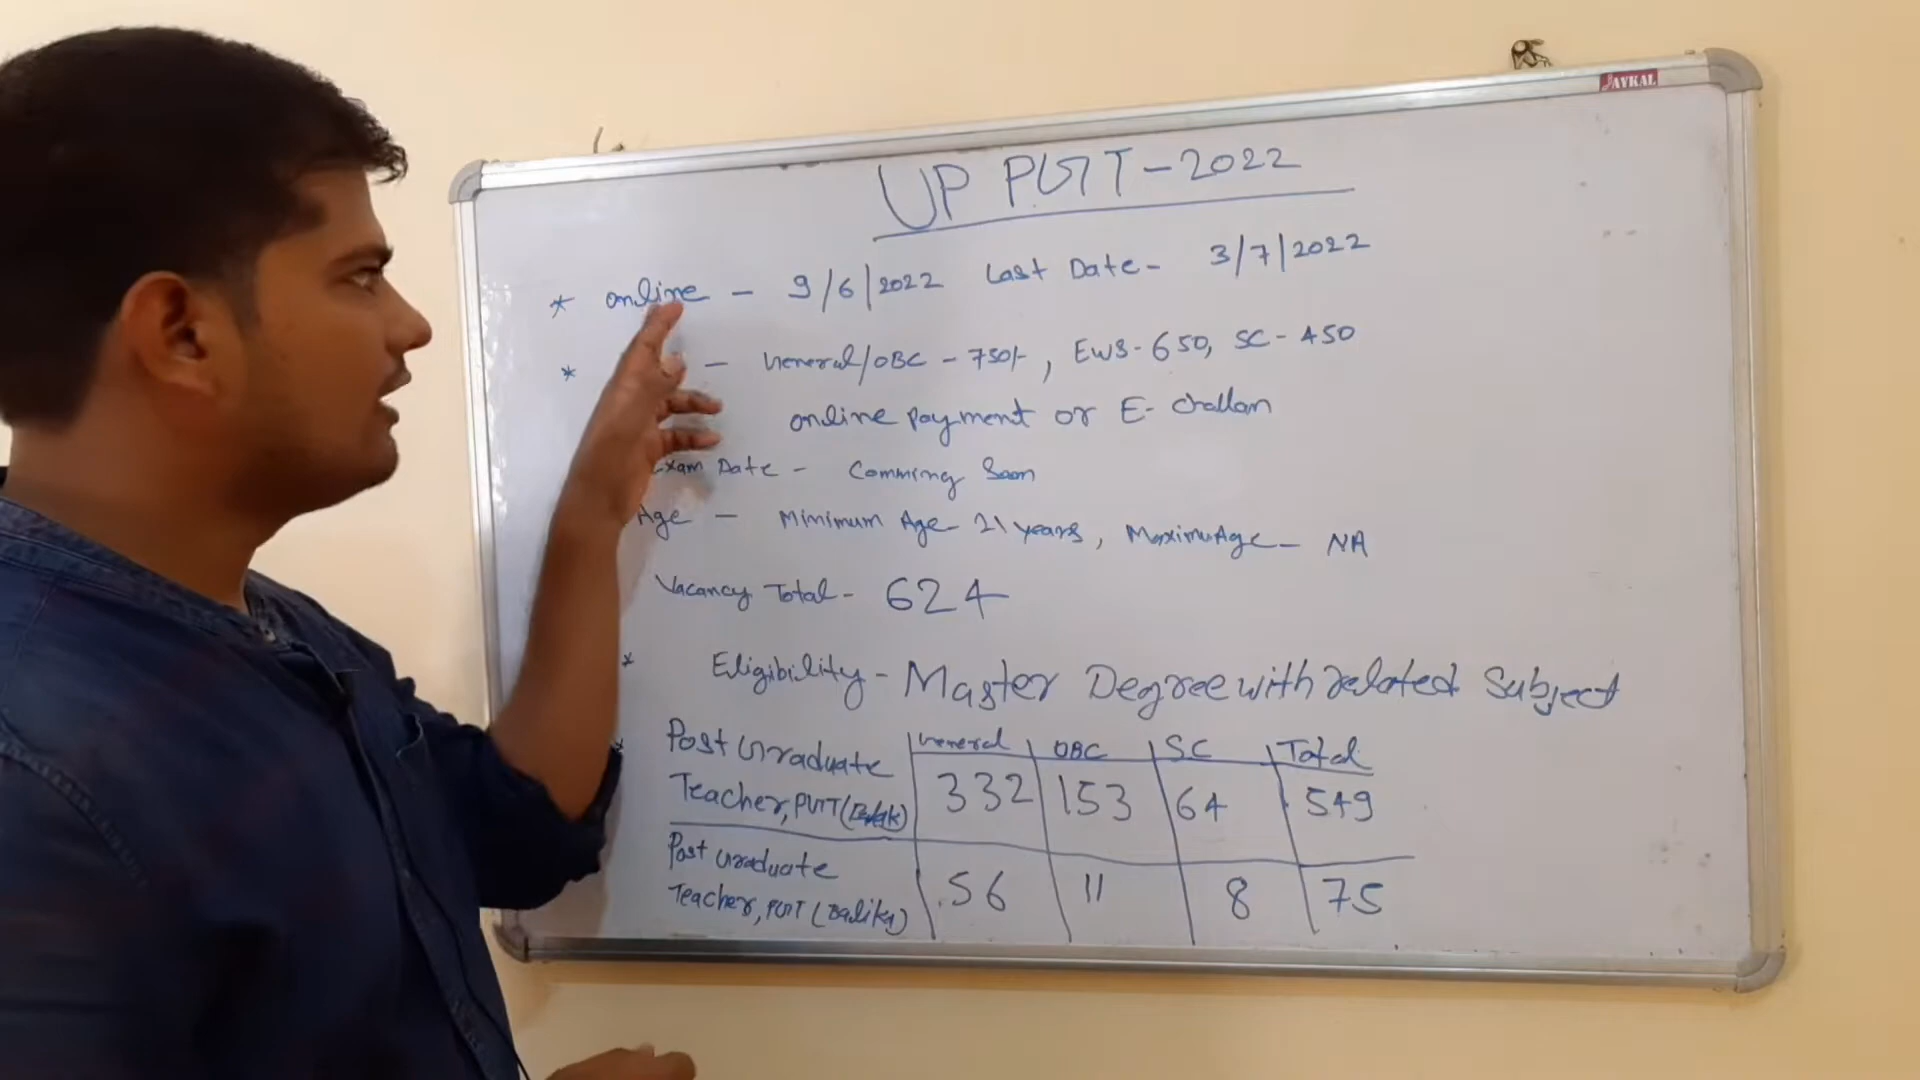 JAYKAL
UP PGT-2022
* online - 9/6/2022 Last Date - 3/7/2022
* - General/OBC - 750/-, EWS-650, SC-450
online payment or E-challan
Exam Date - Comming Soon
Age - Minimum Age - 21 years, MaximuAge - NA
Vacancy Total - 624
* Eligibility - Master Degree with related Subject
* Post Graduate General OBC SC Total
Teacher, PGT 332 153 64 549
Post Graduate
Teacher, PGT (Balika) 56 11 8 75